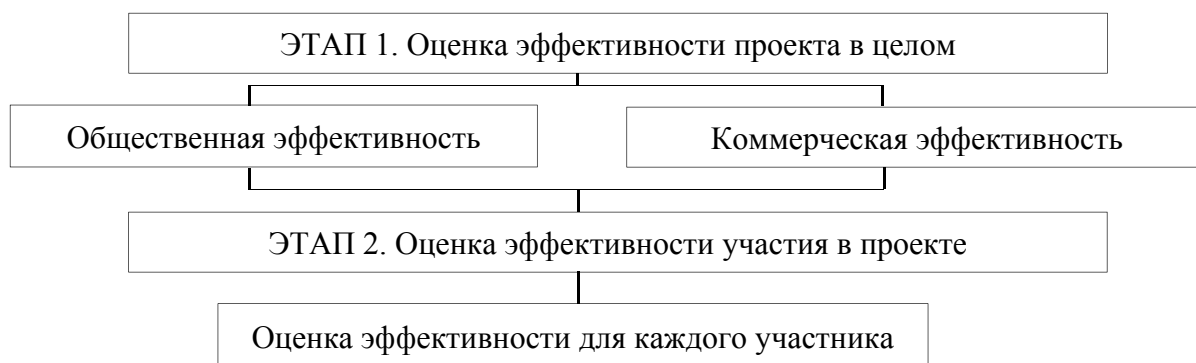 ЭТАП 1. Оценка эффективности проекта в целом
Общественная эффективность
Коммерческая эффективность
ЭТАП 2. Оценка эффективности участия в проекте
Оценка эффективности для каждого участника